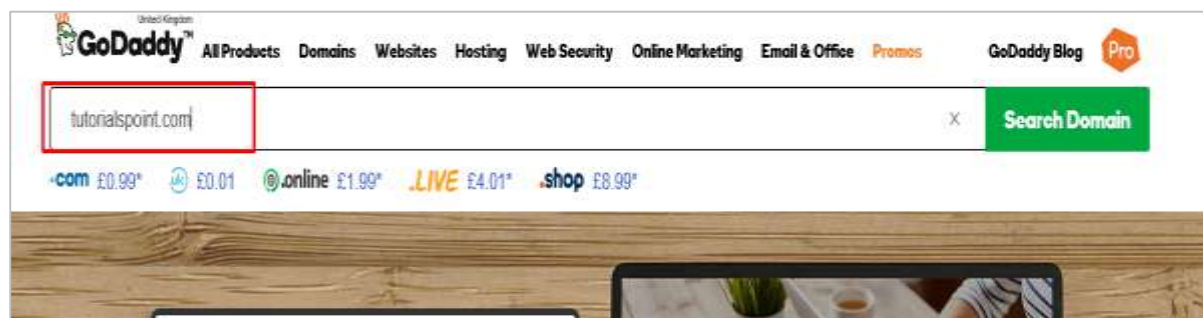 United Kingdom
GoDaddy™ All Products Domains Websites Hosting Web Security Online Marketing Email & Office Promos GoDaddy Blog Pro
tutorialspoint.com X Search Domain
.com £0.99* .uk £0.01 .online £1.99* .LIVE £4.01* .shop £8.99*